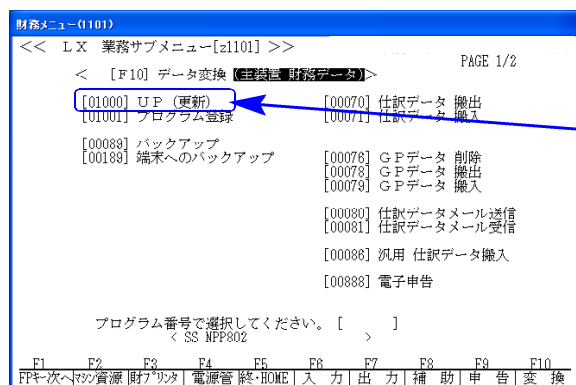 財務メニュー(1101)
<< LX 業務サブメニュー[z1101] >>
PAGE 1/2
< [F10] データ変換 (主装置 財務データ)>
[01000] UP (更新) [00070] 仕訳データ 搬出
[01001] プログラム登録 [00071] 仕訳データ 搬入
[00089] バックアップ
[00189] 端末へのバックアップ [00076] GPデータ 削除
[00078] GPデータ 搬出
[00079] GPデータ 搬入
[00080] 仕訳データメール送信
[00081] 仕訳データメール受信
[00086] 汎用 仕訳データ搬入
[00888] 電子申告
プログラム番号で選択してください。 [ ]
< SS NPP802 >
F1 F2 F3 F4 F5 F6 F7 F8 F9 F10
FPキー次へ マシン資源 財プリンタ 電源管 終・HOME 入 力 出 力 補 助 申 告 変 換